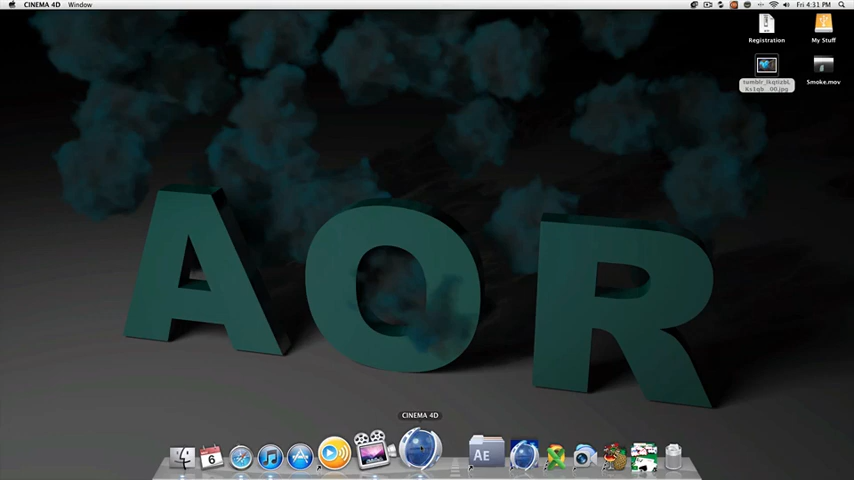 CINEMA 4D Window
Fri 4:31 PM
Registration
My Stuff
Smoke.mov
AOR
CINEMA 4D
6
AE